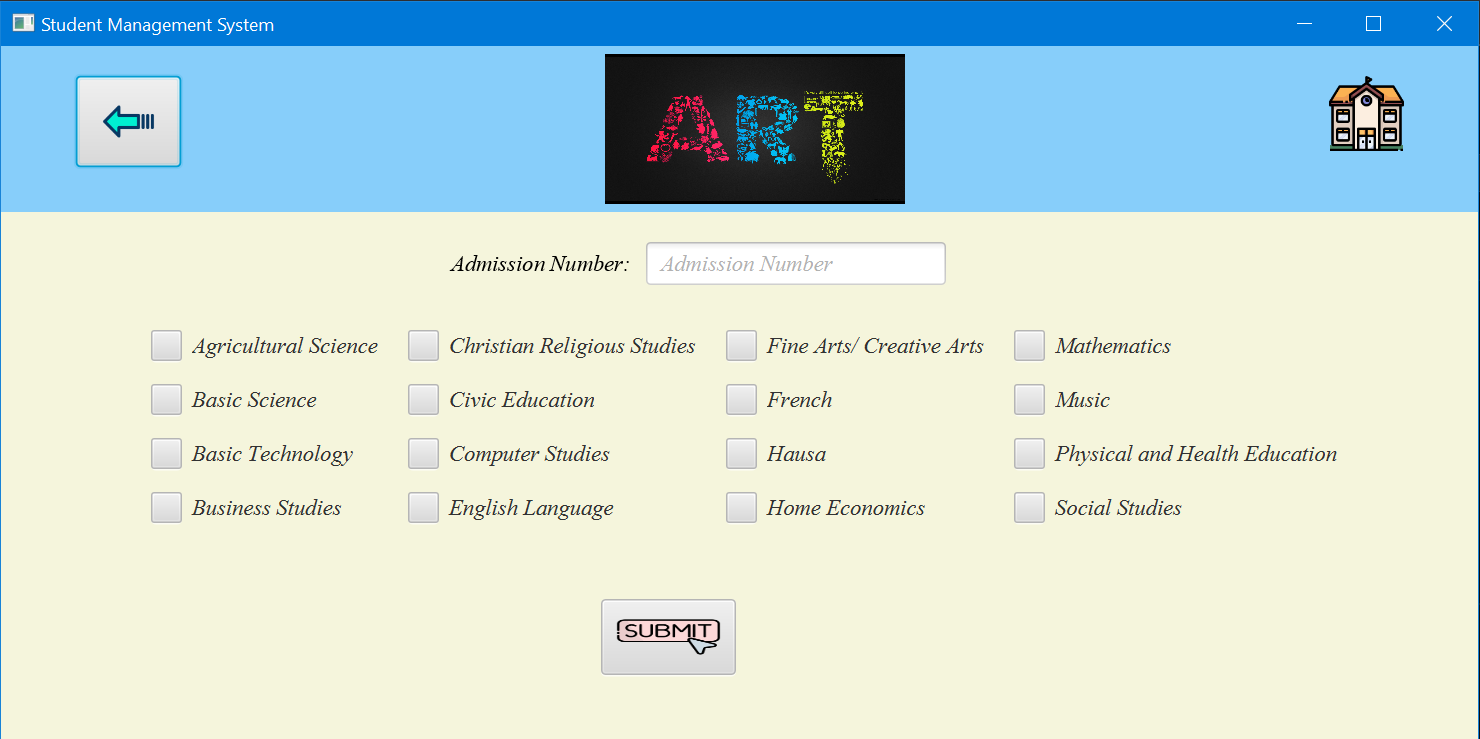 Student Management System
ART
Admission Number: Admission Number
Agricultural Science Christian Religious Studies Fine Arts/ Creative Arts Mathematics
Basic Science Civic Education French Music
Basic Technology Computer Studies Hausa Physical and Health Education
Business Studies English Language Home Economics Social Studies
SUBMIT